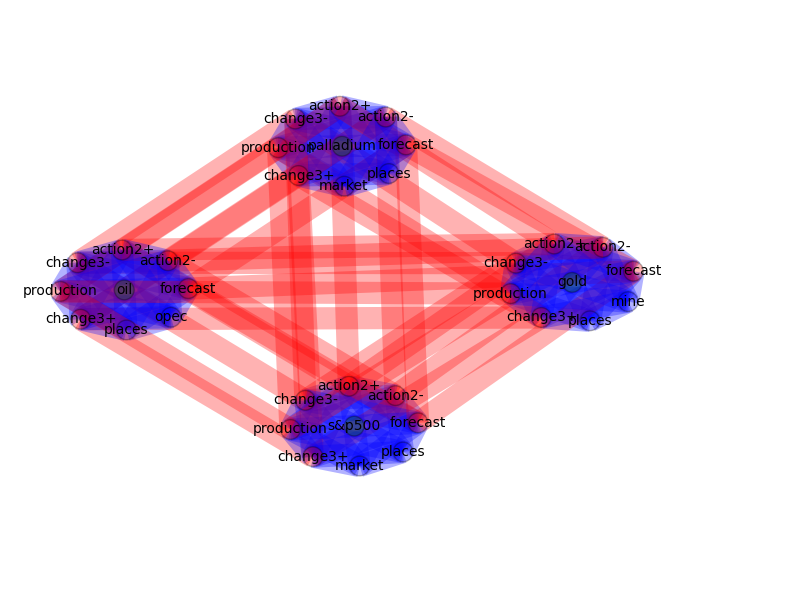 action2+
change3-
action2-
production
palladium
forecast
change3+
places
market
action2+
change3-
action2-
production
oil
forecast
change3+
places
opec
action2+
action2-
change3-
forecast
gold
production
mine
change3+
places
action2+
change3-
action2-
production
s&p500
forecast
change3+
places
market